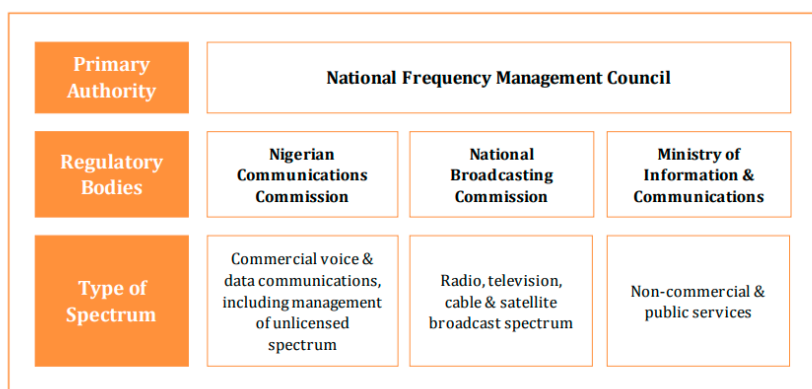 Primary
Authority
National Frequency Management Council
Regulatory
Bodies
Nigerian
Communications
Commission
National
Broadcasting
Commission
Ministry of
Information &
Communications
Type of
Spectrum
Commercial voice &
data communications,
including management
of unlicensed
spectrum
Radio, television,
cable & satellite
broadcast spectrum
Non-commercial &
public services